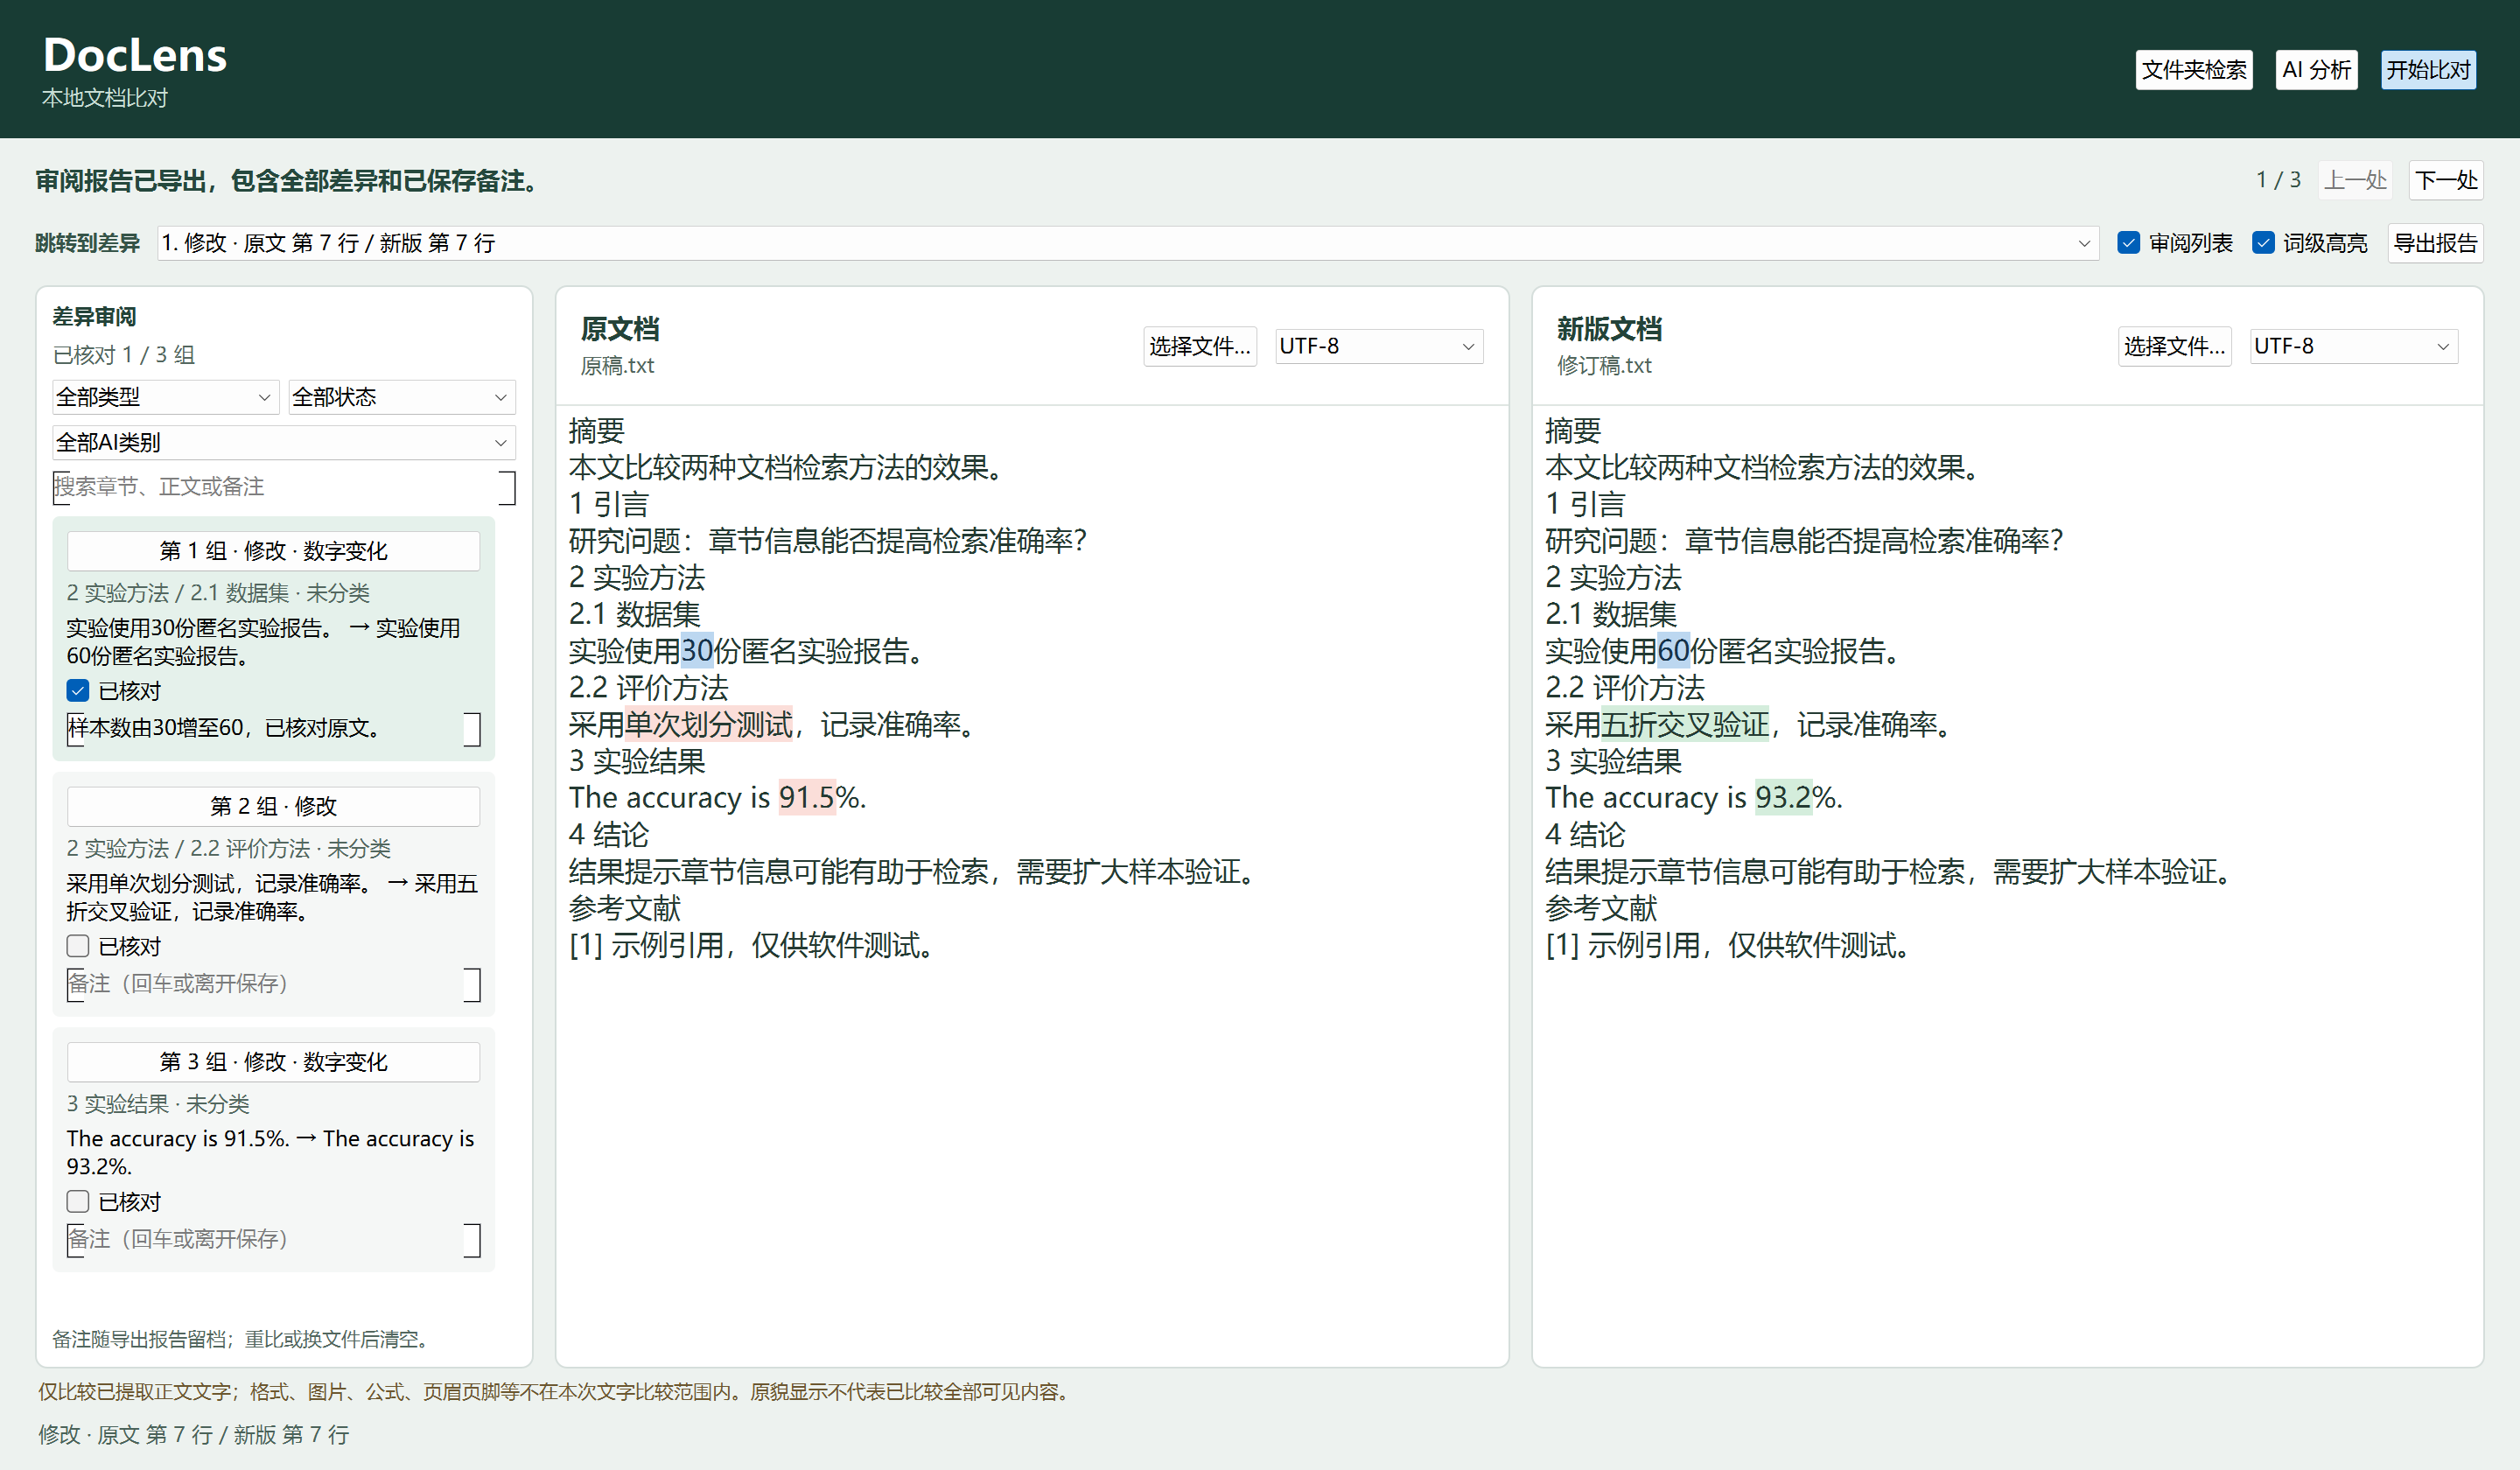 DocLens
本地文档比对
文件夹检索
AI 分析
开始比对
审阅报告已导出，包含全部差异和已保存备注。
1 / 3
上一处
下一处
跳转到差异
1. 修改 · 原文 第 7 行 / 新版 第 7 行
审阅列表
词级高亮
导出报告
差异审阅
已核对 1 / 3 组
全部类型
全部状态
全部AI类别
搜索章节、正文或备注
第 1 组 · 修改 · 数字变化
2 实验方法 / 2.1 数据集 · 未分类
实验使用30份匿名实验报告。 → 实验使用
60份匿名实验报告。
已核对
样本数由30增至60，已核对原文。
第 2 组 · 修改
2 实验方法 / 2.2 评价方法 · 未分类
采用单次划分测试，记录准确率。 → 采用五
折交叉验证，记录准确率。
已核对
备注（回车或离开保存）
第 3 组 · 修改 · 数字变化
3 实验结果 · 未分类
The accuracy is 91.5%. → The accuracy is
93.2%.
已核对
备注（回车或离开保存）
备注随导出报告留档；重比或换文件后清空。
原文档
原稿.txt
选择文件...
UTF-8
摘要
本文比较两种文档检索方法的效果。
1 引言
研究问题：章节信息能否提高检索准确率？
2 实验方法
2.1 数据集
实验使用30份匿名实验报告。
2.2 评价方法
采用单次划分测试，记录准确率。
3 实验结果
The accuracy is 91.5%.
4 结论
结果提示章节信息可能有助于检索，需要扩大样本验证。
参考文献
[1] 示例引用，仅供软件测试。
新版文档
修订稿.txt
选择文件...
UTF-8
摘要
本文比较两种文档检索方法的效果。
1 引言
研究问题：章节信息能否提高检索准确率？
2 实验方法
2.1 数据集
实验使用60份匿名实验报告。
2.2 评价方法
采用五折交叉验证，记录准确率。
3 实验结果
The accuracy is 93.2%.
4 结论
结果提示章节信息可能有助于检索，需要扩大样本验证。
参考文献
[1] 示例引用，仅供软件测试。
仅比较已提取正文文字；格式、图片、公式、页眉页脚等不在本次文字比较范围内。原貌显示不代表已比较全部可见内容。
修改 · 原文 第 7 行 / 新版 第 7 行